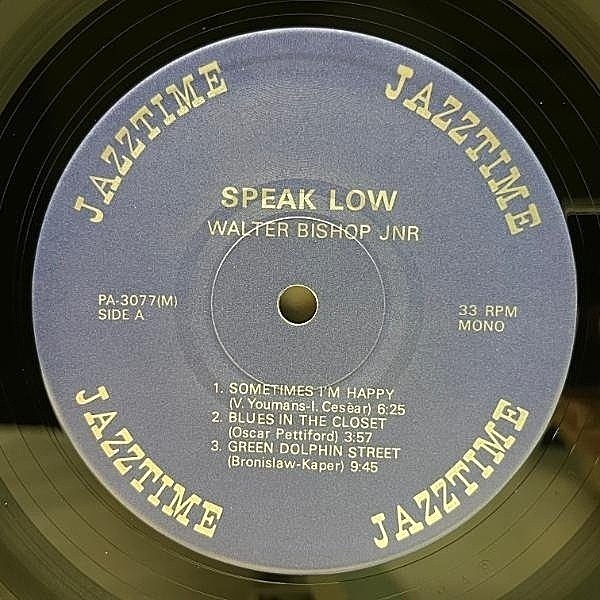 JAZZTIME
JAZZTIME
SPEAK LOW
WALTER BISHOP JNR
PA-3077(M)
SIDE A
33 RPM
MONO
1. SOMETIMES I'M HAPPY
(V. Youmans-I. Cesèar) 6:25
2. BLUES IN THE CLOSET
(Oscar Pettiford) 3:57
3. GREEN DOLPHIN STREET
(Bronislaw-Kaper) 9:45
JAZZTIME
JAZZTIME